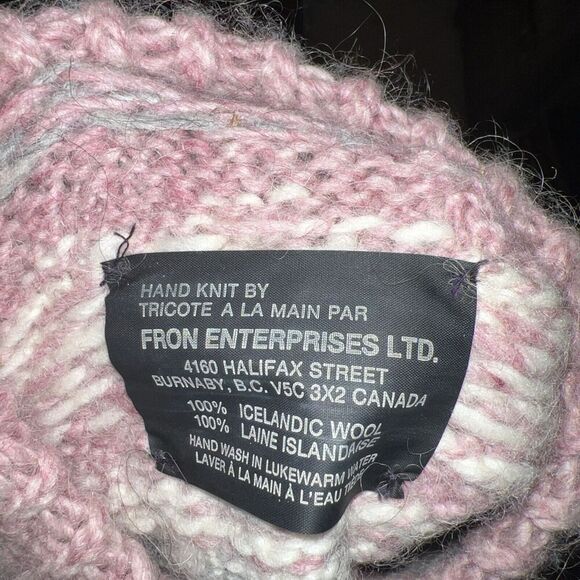 HAND KNIT BY
TRICOTE A LA MAIN PAR
FRON ENTERPRISES LTD.
4160 HALIFAX STREET
BURNABY, B.C. V5C 3X2 CANADA
100% ICELANDIC WOOL
100% LAINE ISLANDAISE
HAND WASH IN LUKEWARM WATER
LAVER À LA MAIN À L'EAU